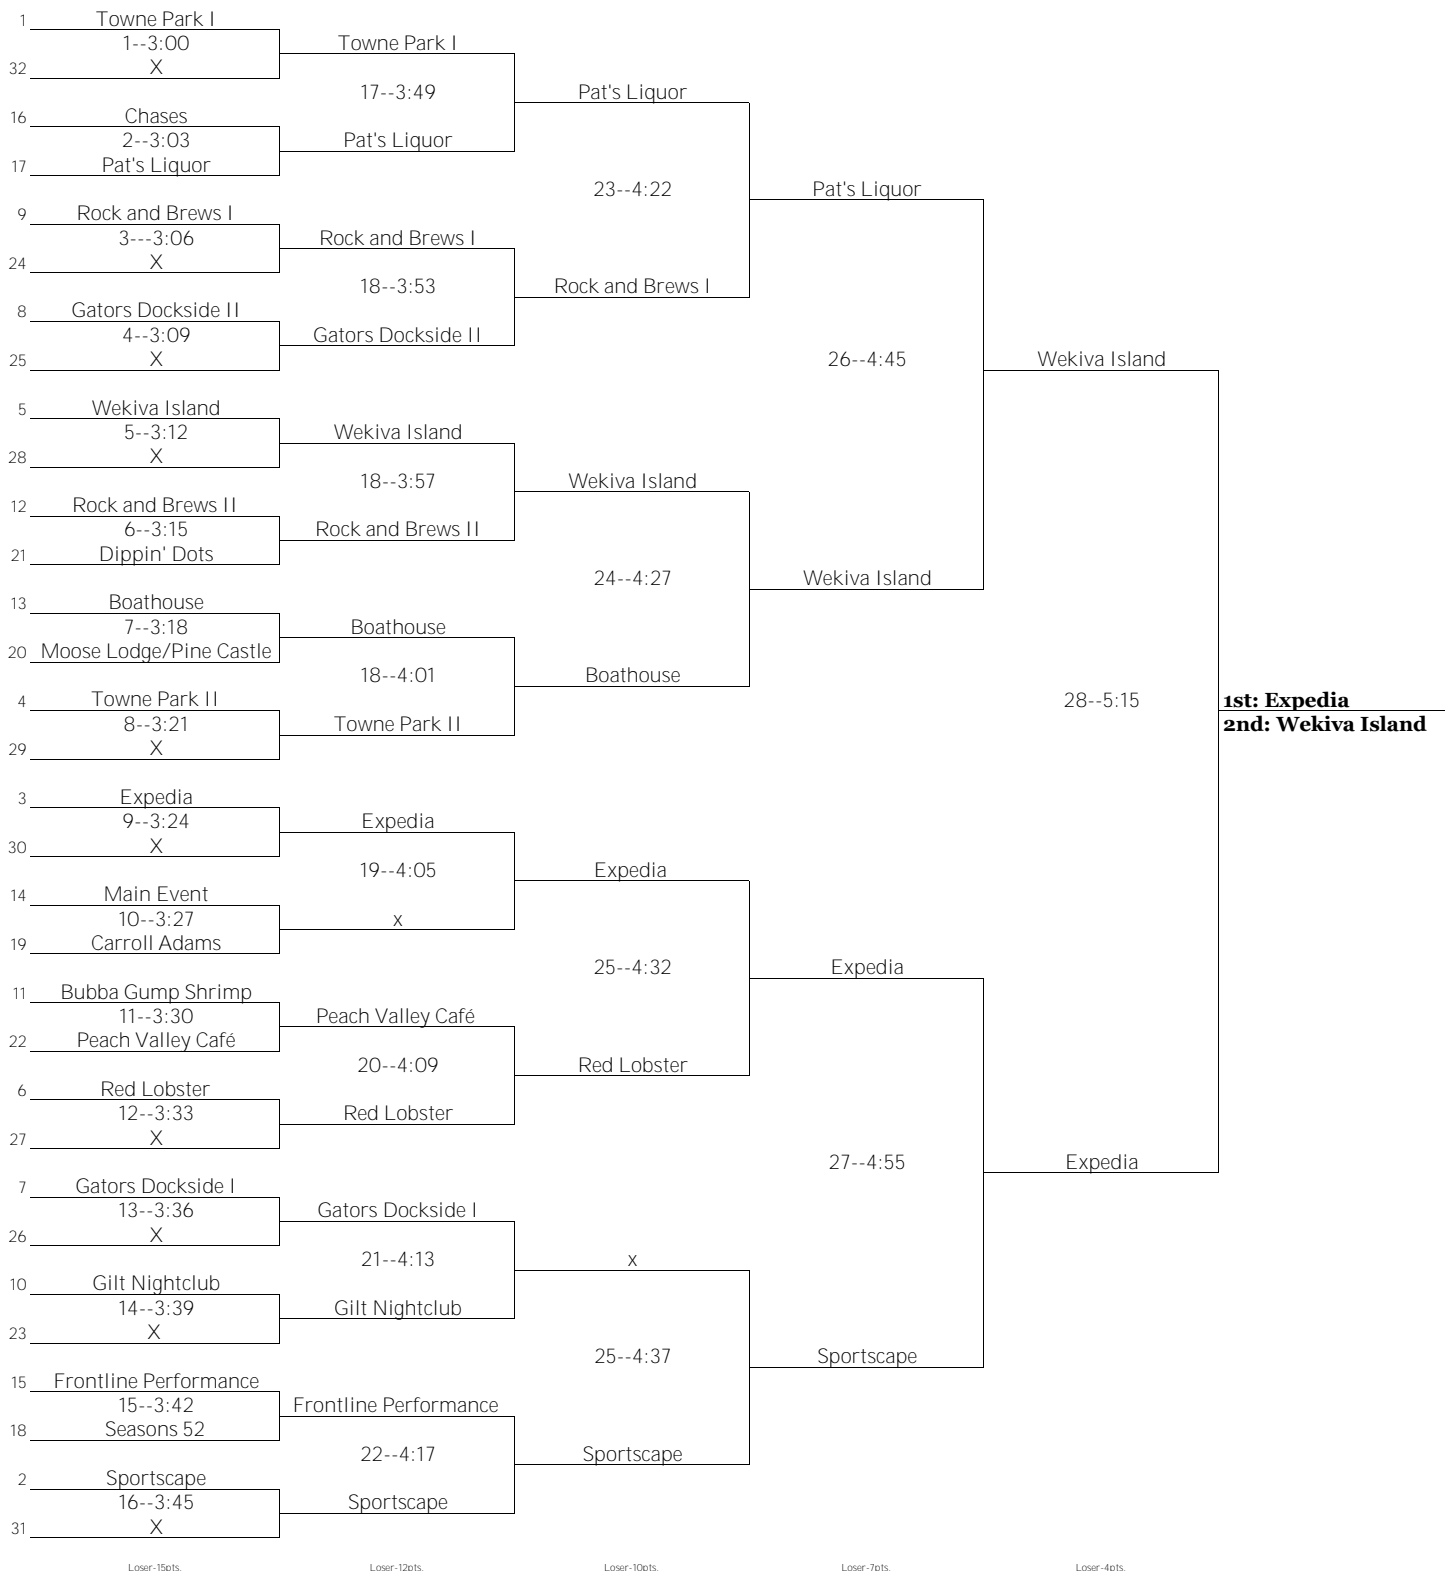 1 Towne Park I
1--3:00
32 X
16 Chases
2--3:03
17 Pat's Liquor
9 Rock and Brews I
3---3:06
24 X
8 Gators Dockside II
4--3:09
25 X
5 Wekiva Island
5--3:12
28 X
12 Rock and Brews II
6--3:15
21 Dippin' Dots
13 Boathouse
7--3:18
20 Moose Lodge/Pine Castle
4 Towne Park II
8--3:21
29 X
3 Expedia
9--3:24
30 X
14 Main Event
10--3:27
19 Carroll Adams
11 Bubba Gump Shrimp
11--3:30
22 Peach Valley Café
6 Red Lobster
12--3:33
27 X
7 Gators Dockside I
13--3:36
26 X
10 Gilt Nightclub
14--3:39
23 X
15 Frontline Performance
15--3:42
18 Seasons 52
2 Sportscape
16--3:45
31 X
Loser-15pts.
Towne Park I
17--3:49
Pat's Liquor
Rock and Brews I
18--3:53
Gators Dockside II
Wekiva Island
18--3:57
Rock and Brews II
Boathouse
18--4:01
Towne Park II
Expedia
19--4:05
x
Peach Valley Café
20--4:09
Red Lobster
Gators Dockside I
21--4:13
Gilt Nightclub
Frontline Performance
22--4:17
Sportscape
Loser-12pts.
Pat's Liquor
23--4:22
Rock and Brews I
Wekiva Island
24--4:27
Boathouse
Expedia
25--4:32
Red Lobster
x
25--4:37
Sportscape
Loser-10pts.
Pat's Liquor
26--4:45
Wekiva Island
Expedia
27--4:55
Sportscape
Loser-7pts.
Wekiva Island
28--5:15
Expedia
Loser-4pts.
1st: Expedia
2nd: Wekiva Island